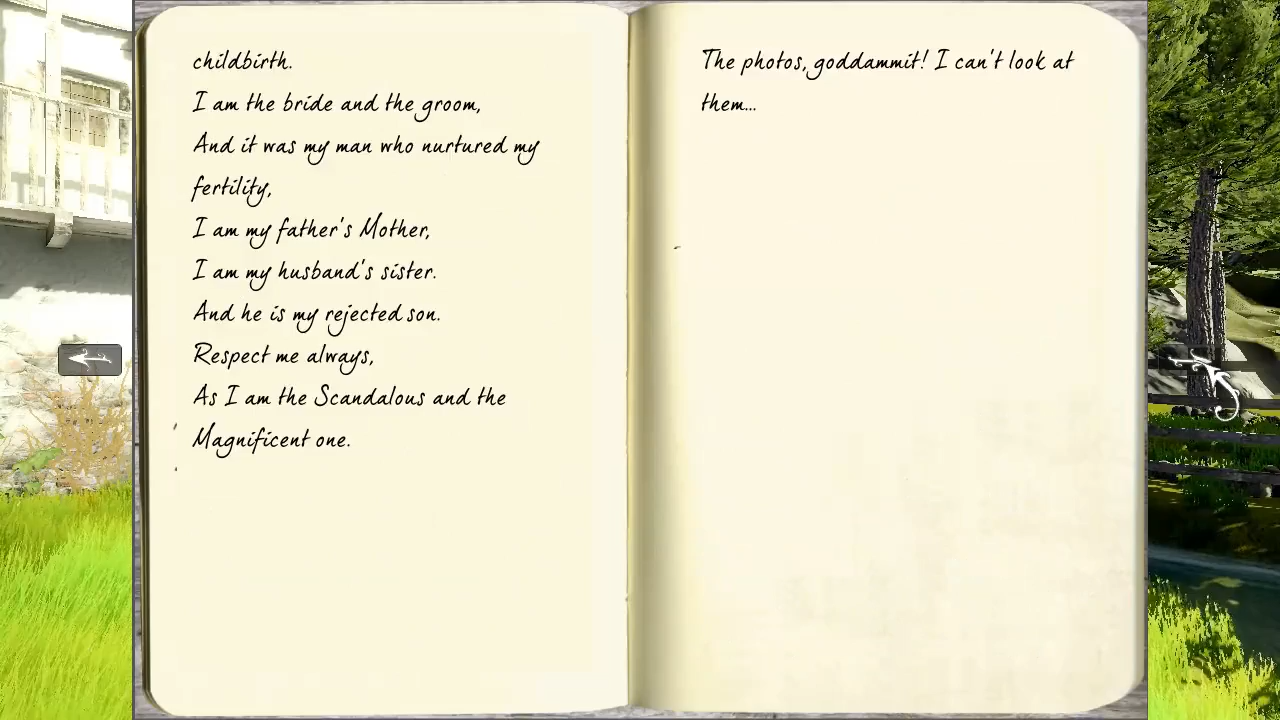 childbirth.
I am the bride and the groom,
And it was my man who nurtured my
fertility,
I am my father's Mother,
I am my husband's sister.
And he is my rejected son.
Respect me always,
As I am the Scandalous and the
Magnificent one.
The photos, goddammit! I can't look at
them...